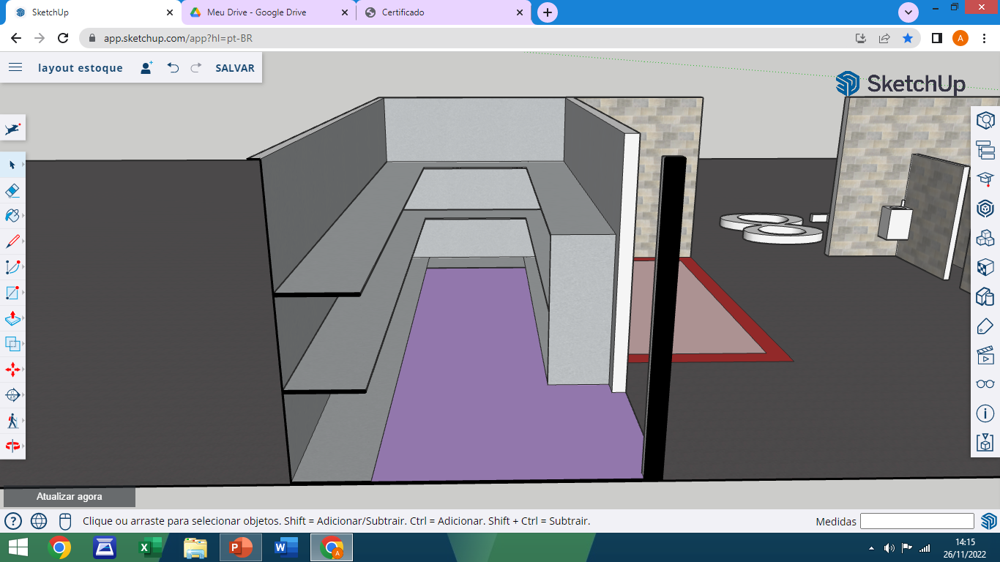 SketchUp
Meu Drive - Google Drive
Certificado
app.sketchup.com/app?hl=pt-BR
A
layout estoque
SALVAR
SketchUp
Atualizar agora
Clique ou arraste para selecionar objetos. Shift = Adicionar/Subtrair. Ctrl = Adicionar. Shift + Ctrl = Subtrair.
Medidas
14:15
26/11/2022